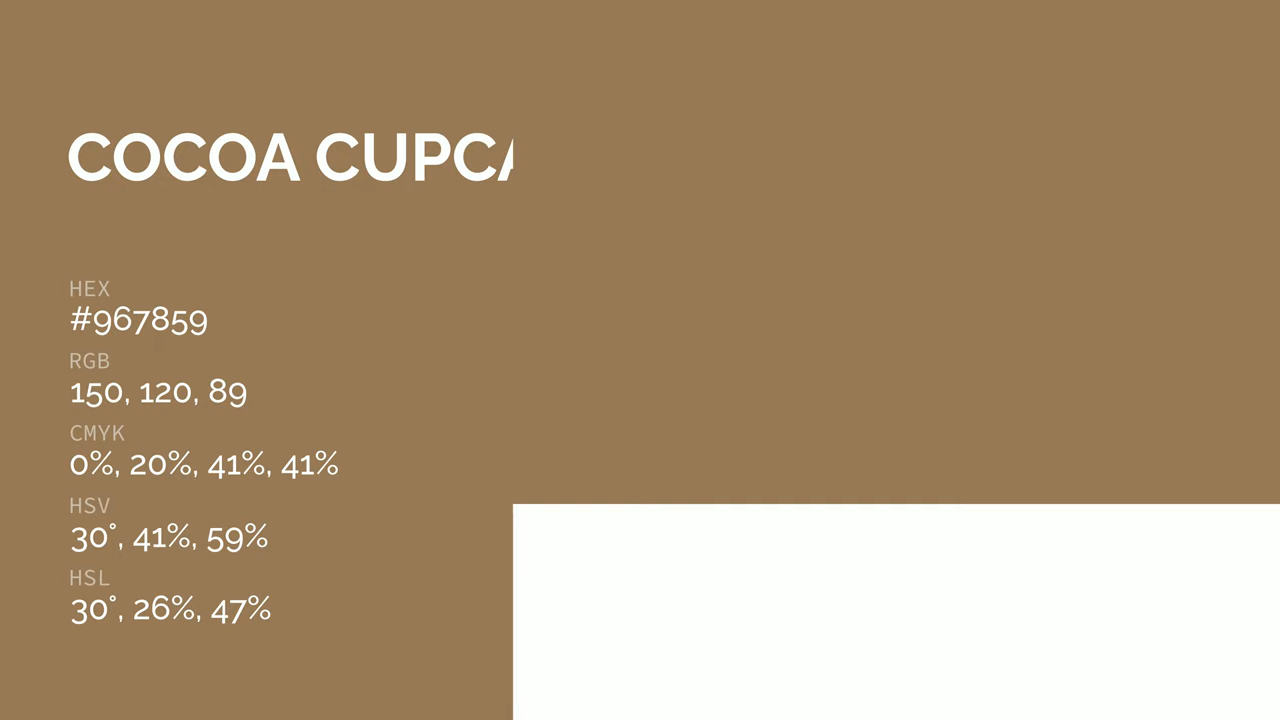 COCOA CUPCA
HEX
#967859
RGB
150, 120, 89
CMYK
0%, 20%, 41%, 41%
HSV
30°, 41%, 59%
HSL
30°, 26%, 47%